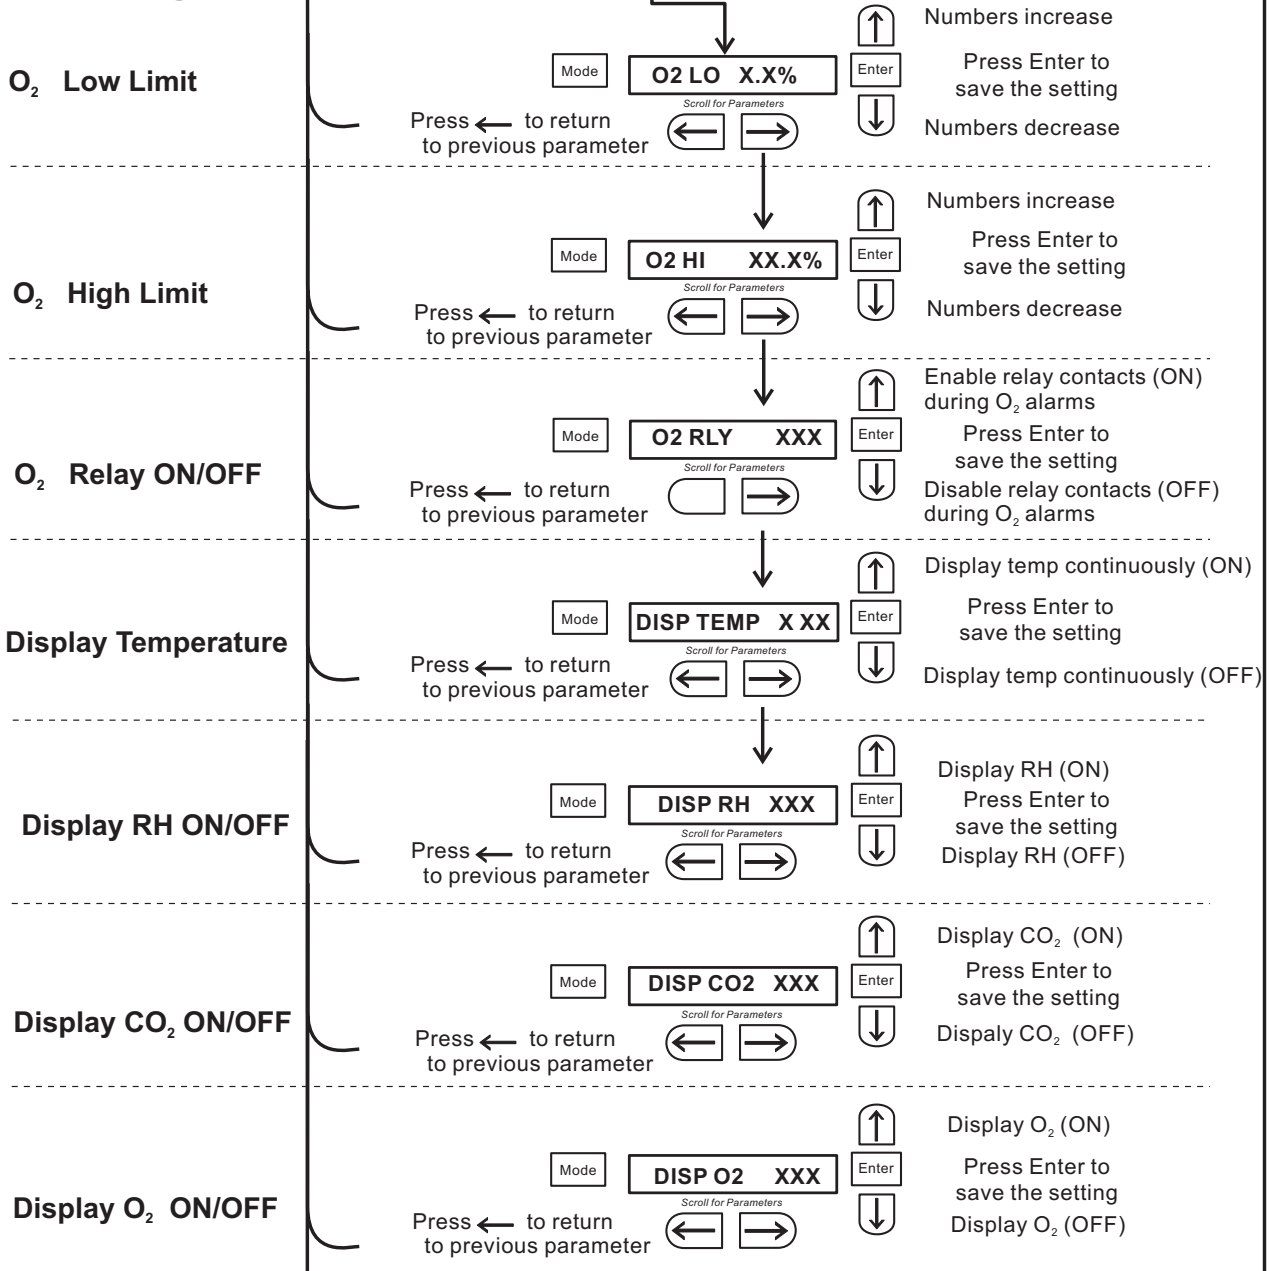 Numbers increase
O2 Low Limit
Mode
O2 LO X.X%
Enter
Press Enter to
save the setting
Scroll for Parameters
Press ← to return
to previous parameter
← →
Numbers decrease
Numbers increase
O2 High Limit
Mode
O2 HI XX.X%
Enter
Press Enter to
save the setting
Scroll for Parameters
Press ← to return
to previous parameter
← →
Numbers decrease
Enable relay contacts (ON)
during O2 alarms
O2 Relay ON/OFF
Mode
O2 RLY XXX
Enter
Press Enter to
save the setting
Scroll for Parameters
Press ← to return
to previous parameter
→
Disable relay contacts (OFF)
during O2 alarms
Display temp continuously (ON)
Display Temperature
Mode
DISP TEMP X XX
Enter
Press Enter to
save the setting
Scroll for Parameters
Press ← to return
to previous parameter
← →
Display temp continuously (OFF)
Display RH (ON)
Display RH ON/OFF
Mode
DISP RH XXX
Enter
Press Enter to
save the setting
Scroll for Parameters
Press ← to return
to previous parameter
← →
Display RH (OFF)
Display CO2 (ON)
Display CO2 ON/OFF
Mode
DISP CO2 XXX
Enter
Press Enter to
save the setting
Scroll for Parameters
Press ← to return
to previous parameter
← →
Dispaly CO2 (OFF)
Display O2 (ON)
Display O2 ON/OFF
Mode
DISP O2 XXX
Enter
Press Enter to
save the setting
Scroll for Parameters
Press ← to return
to previous parameter
← →
Display O2 (OFF)